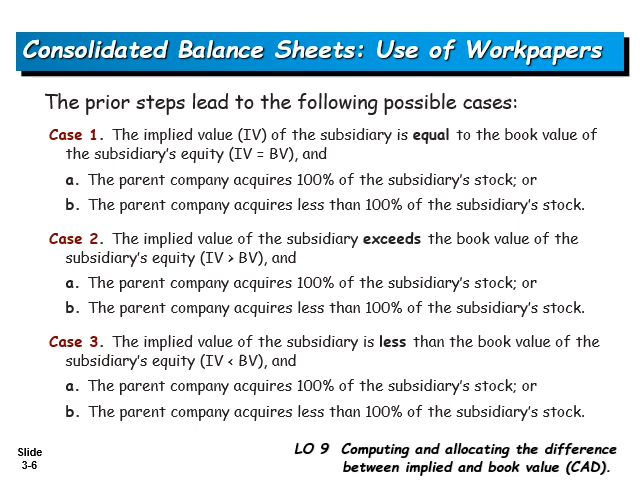 Consolidated Balance Sheets: Use of Workpapers
The prior steps lead to the following possible cases:
Case 1. The implied value (IV) of the subsidiary is equal to the book value of
the subsidiary's equity (IV = BV), and
a. The parent company acquires 100% of the subsidiary's stock; or
b. The parent company acquires less than 100% of the subsidiary's stock.
Case 2. The implied value of the subsidiary exceeds the book value of the
subsidiary's equity (IV > BV), and
a. The parent company acquires 100% of the subsidiary's stock; or
b. The parent company acquires less than 100% of the subsidiary's stock.
Case 3. The implied value of the subsidiary is less than the book value of the
subsidiary's equity (IV < BV), and
a. The parent company acquires 100% of the subsidiary's stock; or
b. The parent company acquires less than 100% of the subsidiary's stock.
Slide
3-6
LO 9 Computing and allocating the difference
between implied and book value (CAD).